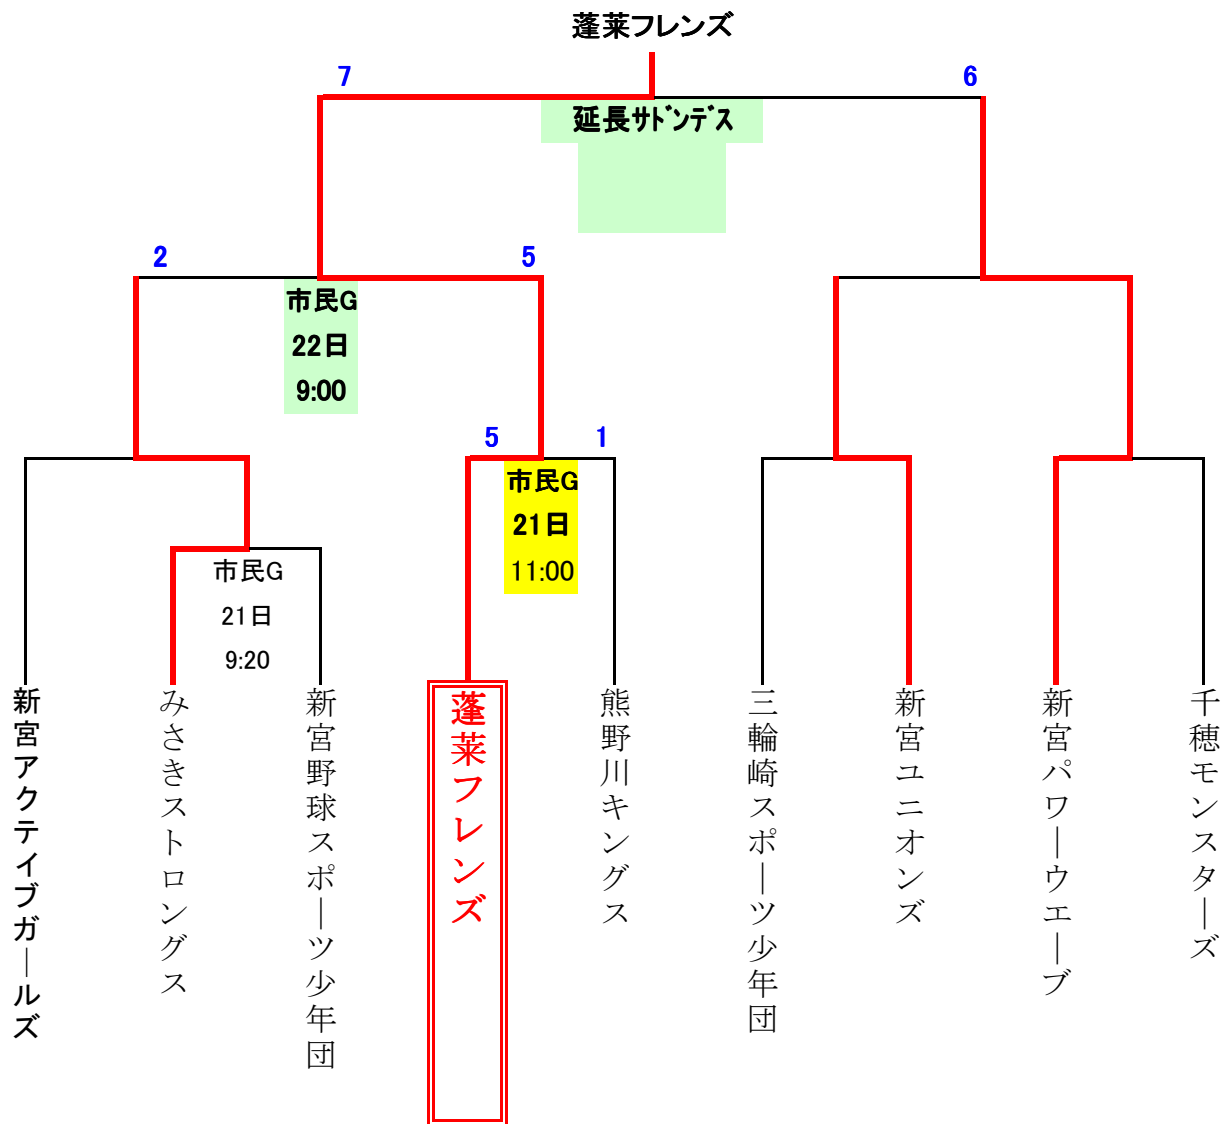 蓬莱フレンズ
7
6
延長ｻﾄﾞﾝﾃﾞｽ
2
5
市民G
22日
9:00
5
1
市民G
21日
11:00
市民G
21日
9:20
新宮アクテイブガールズ
みさきストロングス
新宮野球スポーツ少年団
蓬莱フレンズ
熊野川キングス
三輪崎スポーツ少年団
新宮ユニオンズ
新宮パワーウエーブ
千穂モンスターズ